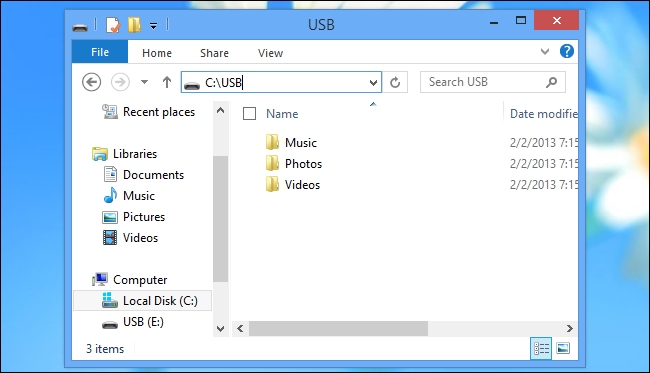 USB
File
Home
Share
View
C:\USB
Search USB
Recent places
Libraries
Documents
Music
Pictures
Videos
Computer
Local Disk (C:)
USB (E:)
Name
Date modifie
Music
2/2/2013 7:15
Photos
2/2/2013 7:15
Videos
2/2/2013 7:15
3 items